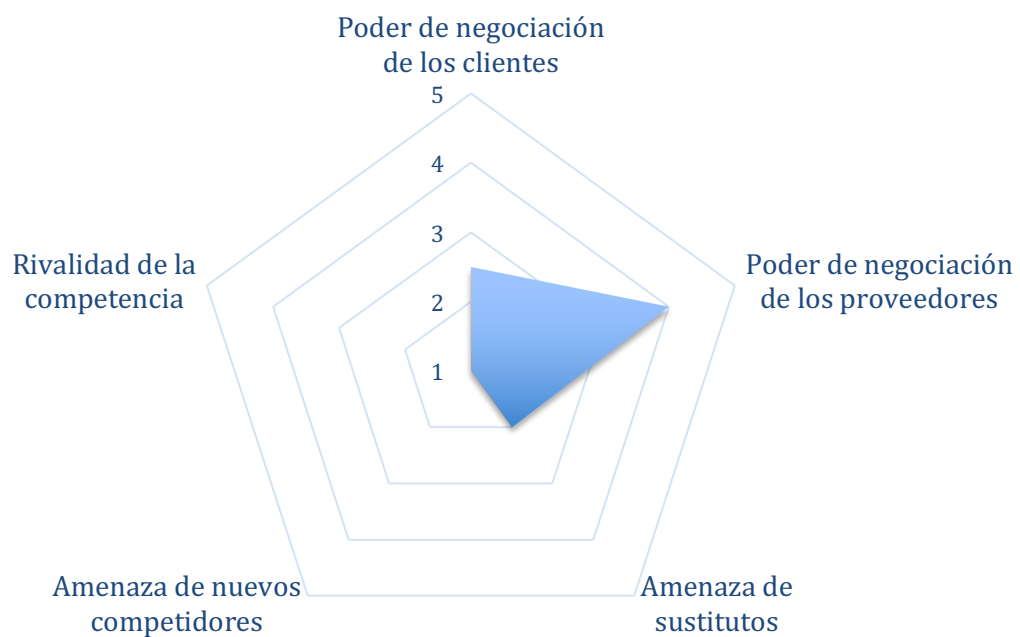 Poder de negociación
de los clientes
5
4
3
2
1
Rivalidad de la
competencia
Poder de negociación
de los proveedores
Amenaza de nuevos
competidores
Amenaza de
sustitutos